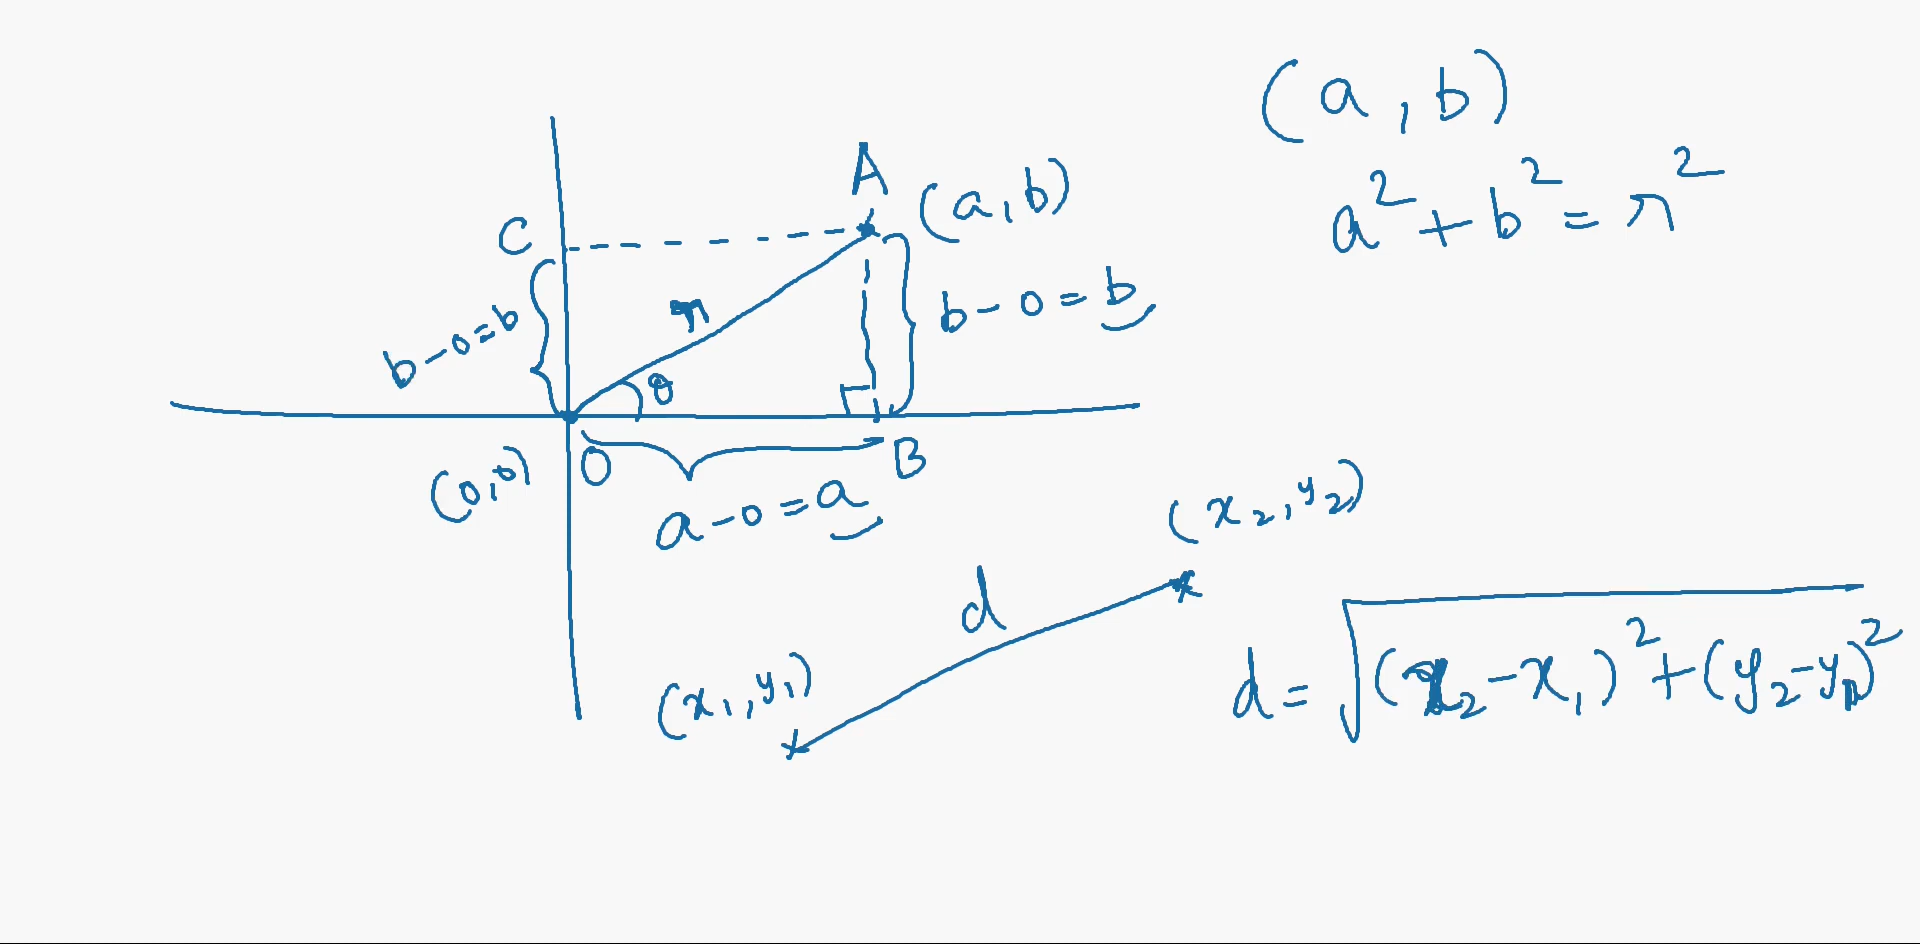 (a, b)
a² + b² = r²
A
(a, b)
C
r
b - 0 = b
b - 0 = b
θ
(0, 0)
O
B
a - 0 = a
(x₂, y₂)
d
(x₁, y₁)
d = √((x₂ - x₁)² + (y₂ - y₁)²)